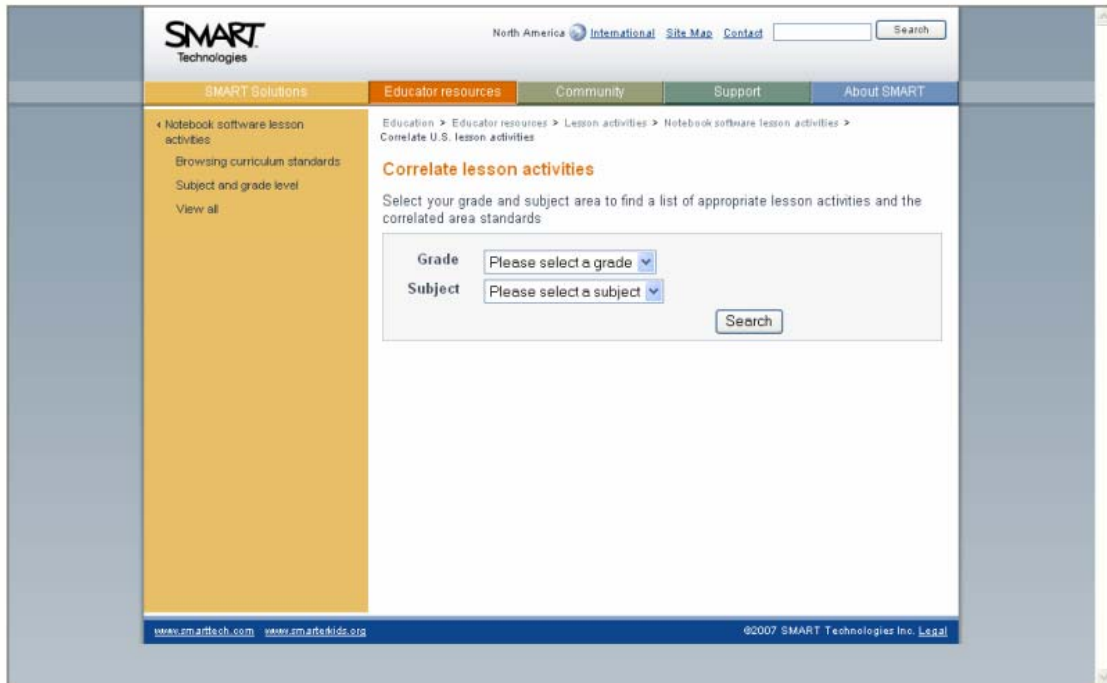 SMART
Technologies
North America International Site Map Contact Search
SMART Solutions Educator resources Community Support About SMART
‹ Notebook software lesson
activities
Browsing curriculum standards
Subject and grade level
View all
Education > Educator resources > Lesson activities > Notebook software lesson activities >
Correlate U.S. lesson activities
Correlate lesson activities
Select your grade and subject area to find a list of appropriate lesson activities and the
correlated area standards
Grade Please select a grade
Subject Please select a subject
Search
www.smarttech.com www.smarterkids.org ©2007 SMART Technologies Inc. Legal